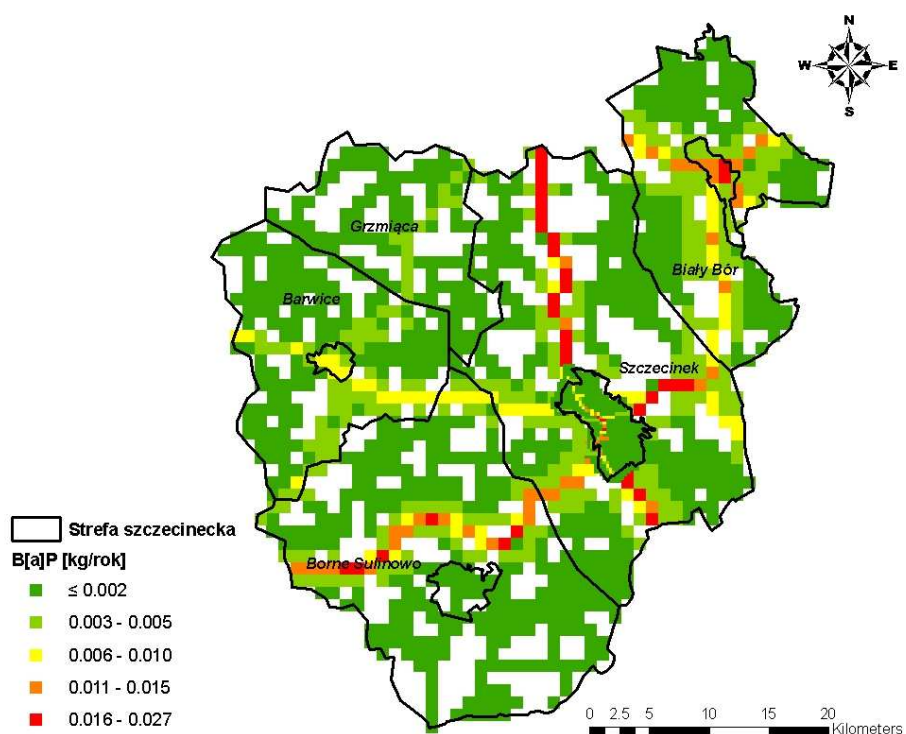 N
W E
S
Grzmiąca
Biały Bór
Barwice
Szczecinek
Strefa szczecinecka
B[a]P [kg/rok]
Borne Sulinowo
≤ 0.002
0.003 - 0.005
0.006 - 0.010
0.011 - 0.015
0.016 - 0.027
0 2.5 5 10 15 20
Kilometers